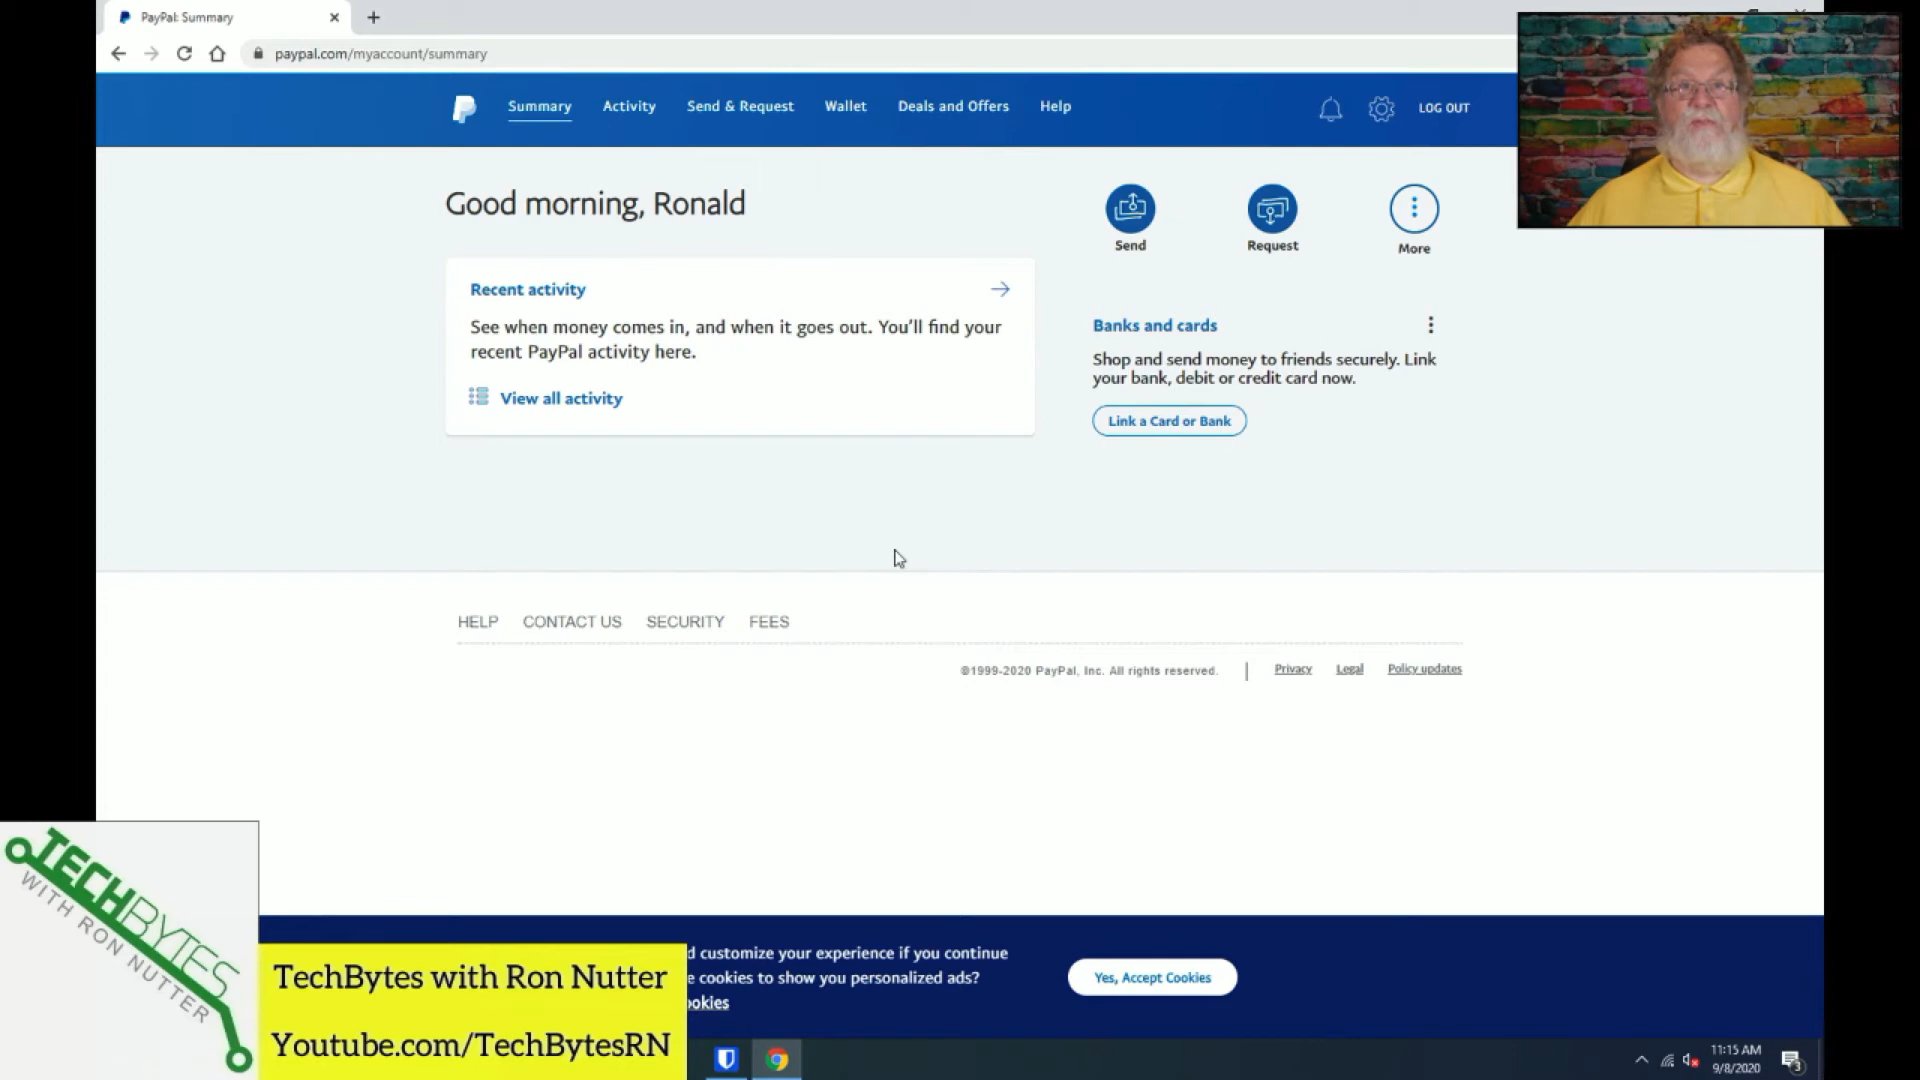 PayPal: Summary
paypal.com/myaccount/summary
Summary Activity Send & Request Wallet Deals and Offers Help LOG OUT
Good morning, Ronald
Send Request More
Recent activity
See when money comes in, and when it goes out. You'll find your
recent PayPal activity here.
View all activity
Banks and cards
Shop and send money to friends securely. Link
your bank, debit or credit card now.
Link a Card or Bank
HELP CONTACT US SECURITY FEES
©1999-2020 PayPal, Inc. All rights reserved. | Privacy Legal Policy updates
d customize your experience if you continue
e cookies to show you personalized ads?
ookies
Yes, Accept Cookies
TECHBYTES
WITH RON NUTTER
TechBytes with Ron Nutter
Youtube.com/TechBytesRN
11:15 AM
9/8/2020
3